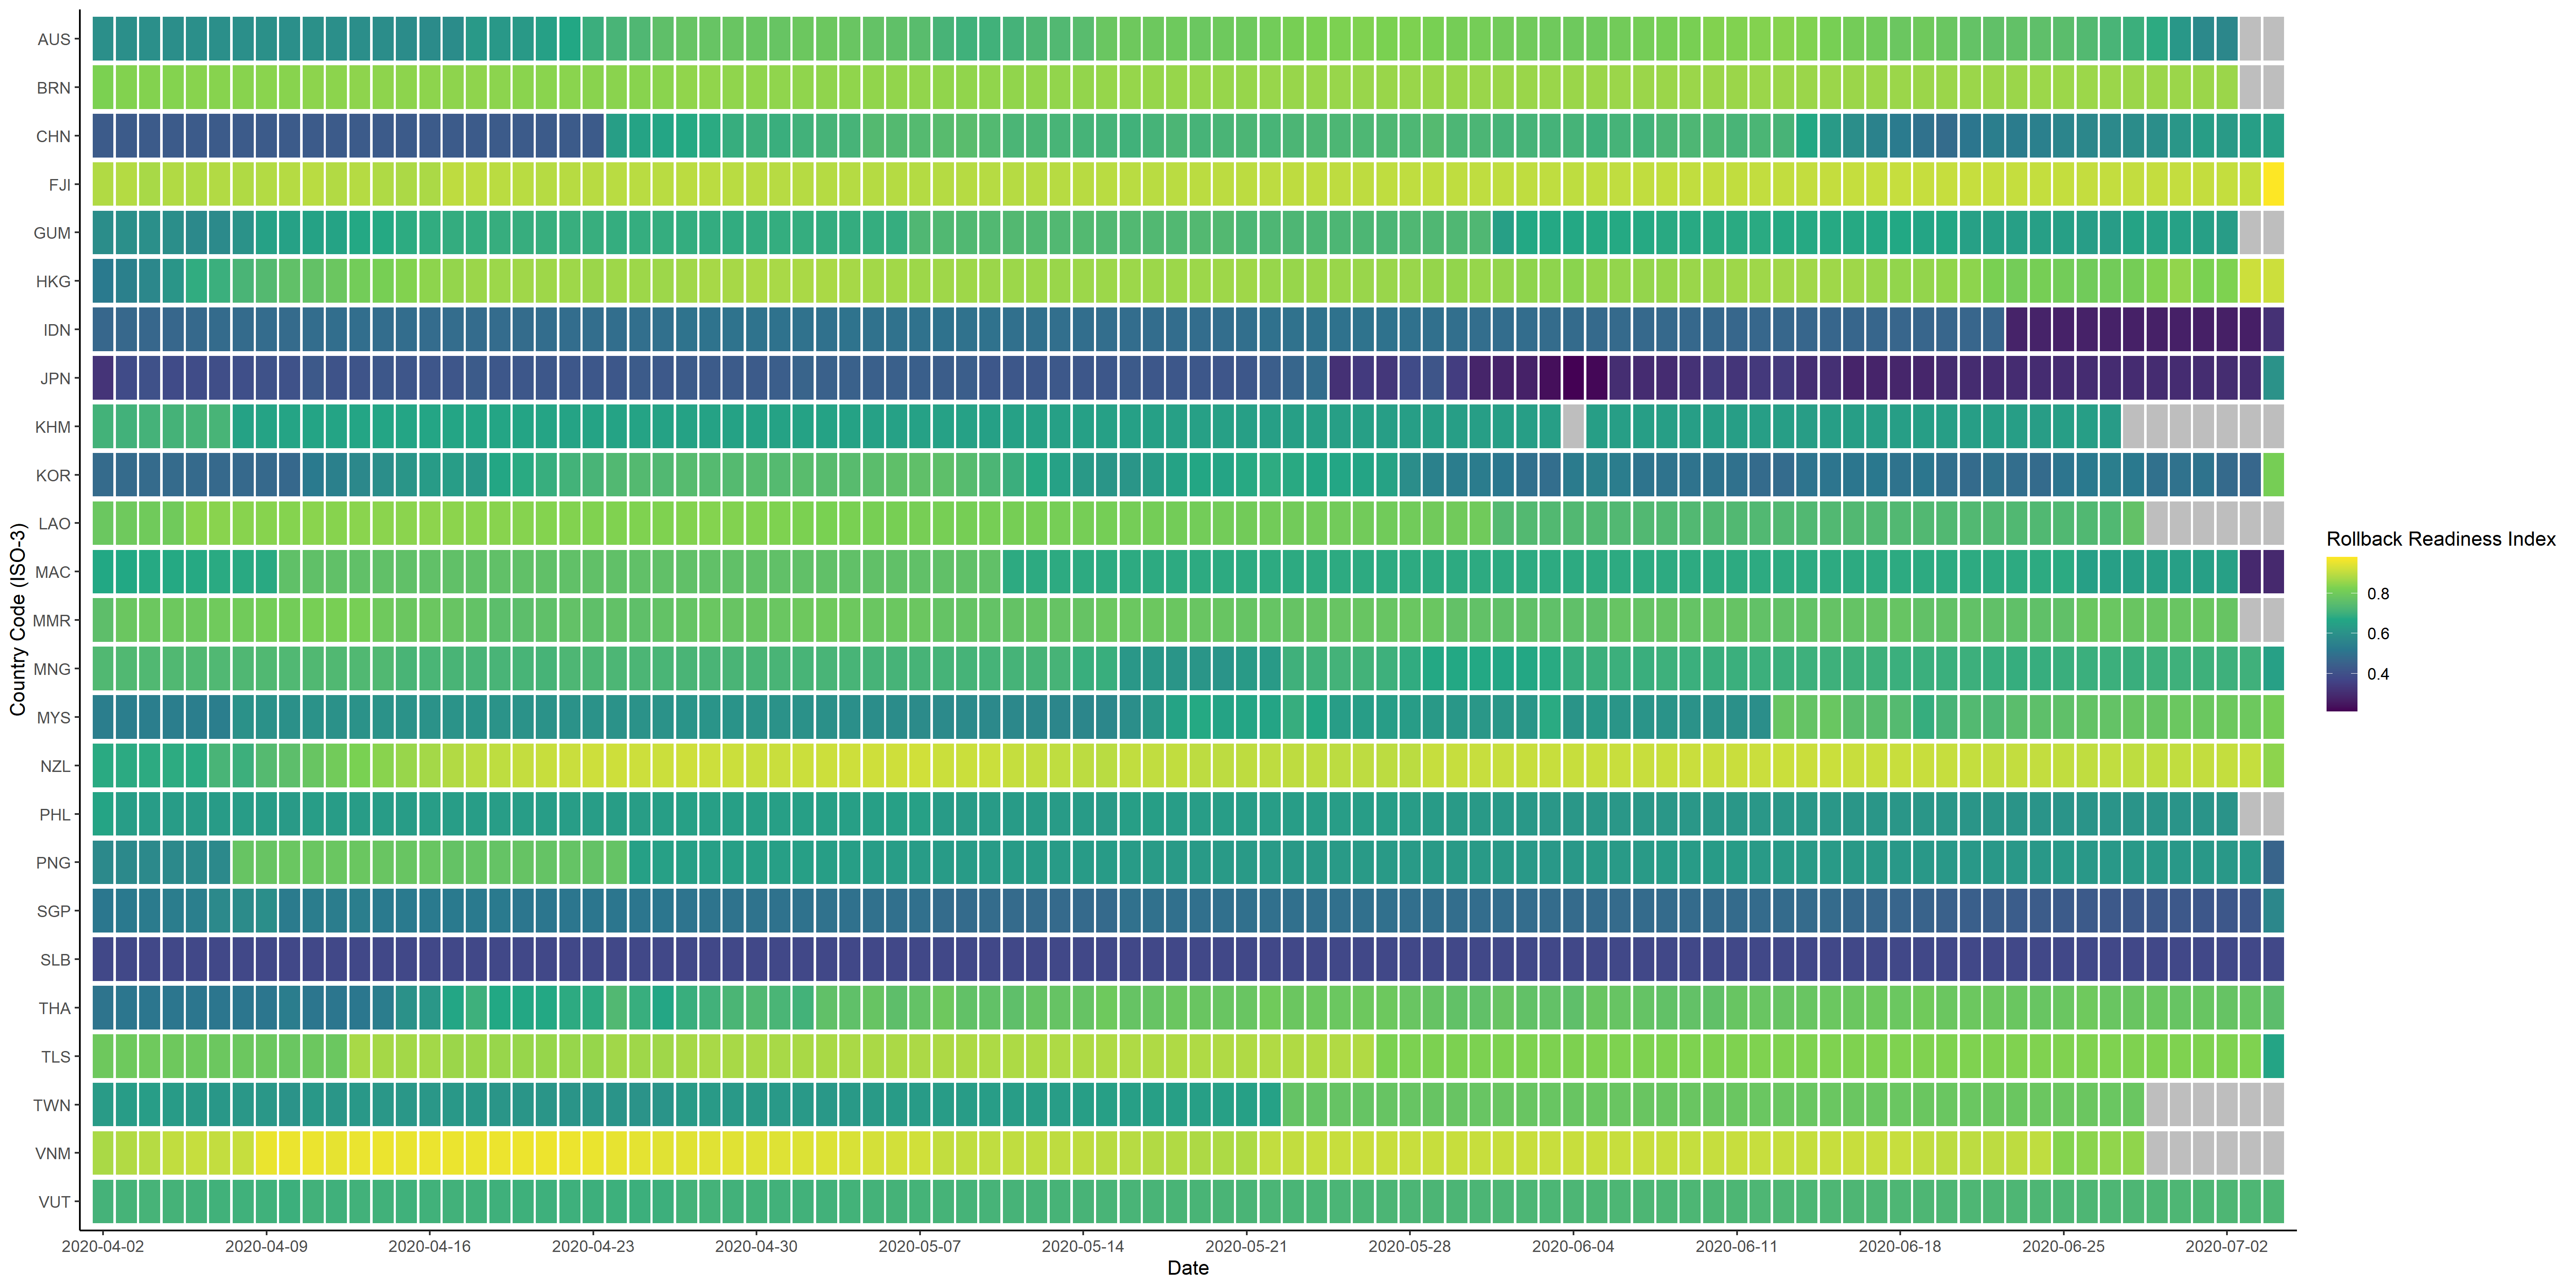 Country Code (ISO-3)
AUS
BRN
CHN
FJI
GUM
HKG
IDN
JPN
KHM
KOR
LAO
MAC
MMR
MNG
MYS
NZL
PHL
PNG
SGP
SLB
THA
TLS
TWN
VNM
VUT
2020-04-02 2020-04-09 2020-04-16 2020-04-23 2020-04-30 2020-05-07 2020-05-14 2020-05-21 2020-05-28 2020-06-04 2020-06-11 2020-06-18 2020-06-25 2020-07-02
Date
Rollback Readiness Index
0.8
0.6
0.4